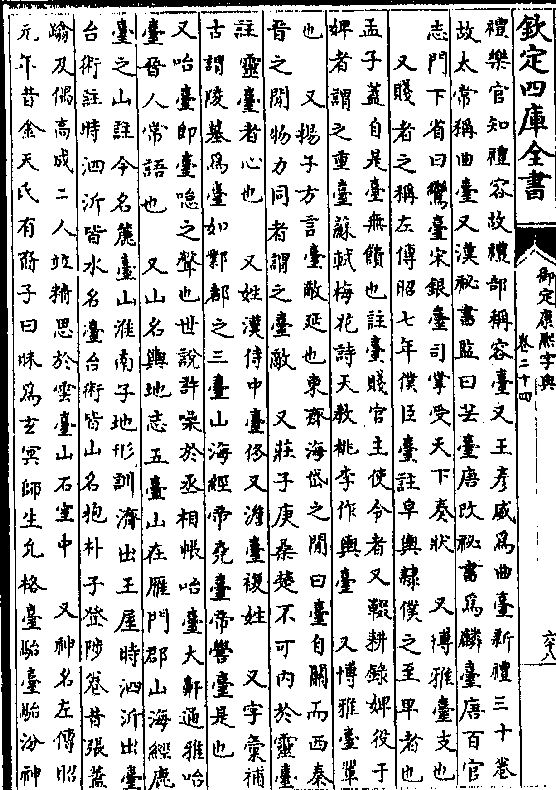 欽定四庫全書
御定康熙字典
卷二十四
六十八
禮樂官知禮容故禮部稱容臺又王彥威爲曲臺新禮三十卷
故太常稱曲臺又漢祕書監曰芸臺唐改祕書爲麟臺唐百官
志門下省曰鸞臺宋銀臺司掌受天下奏狀 又博雅臺支也
又賤者之稱左傳昭七年僕臣臺註卑輿隸僕之至卑者也
孟子蓋自是臺無餽也註臺賤官主使令者又輟耕錄婢役于
婢者謂之重臺蘇軾梅花詩天教桃李作輿臺 又博雅臺輩
也 又揚子方言臺敵延也東齊海岱之閒曰臺自關而西秦
晉之閒物力同者謂之臺敵 又莊子庚桑楚不可內於靈臺
註靈臺者心也 又姓漢侍中臺佟又澹臺複姓 又字彙補
古謂陵墓爲臺如鄴郡之三臺山海經帝堯臺帝嚳臺是也
又咍臺卽臺噫之聲也世說許璪於丞相帳咍臺大鼾通雅咍
臺晉人常語也 又山名輿地志五臺山在雁門郡山海經鹿
臺之山註今名麓臺山淮南子地形訓濟出王屋時泗沂出臺
台術註時泗沂皆水名臺台術皆山名抱朴子登陟卷昔張蓋
蹹及偶高成二人竝精思於雲臺山石室中 又神名左傳昭
元年昔金天氏有裔子曰昧爲玄冥師生允格臺駘臺駘汾神